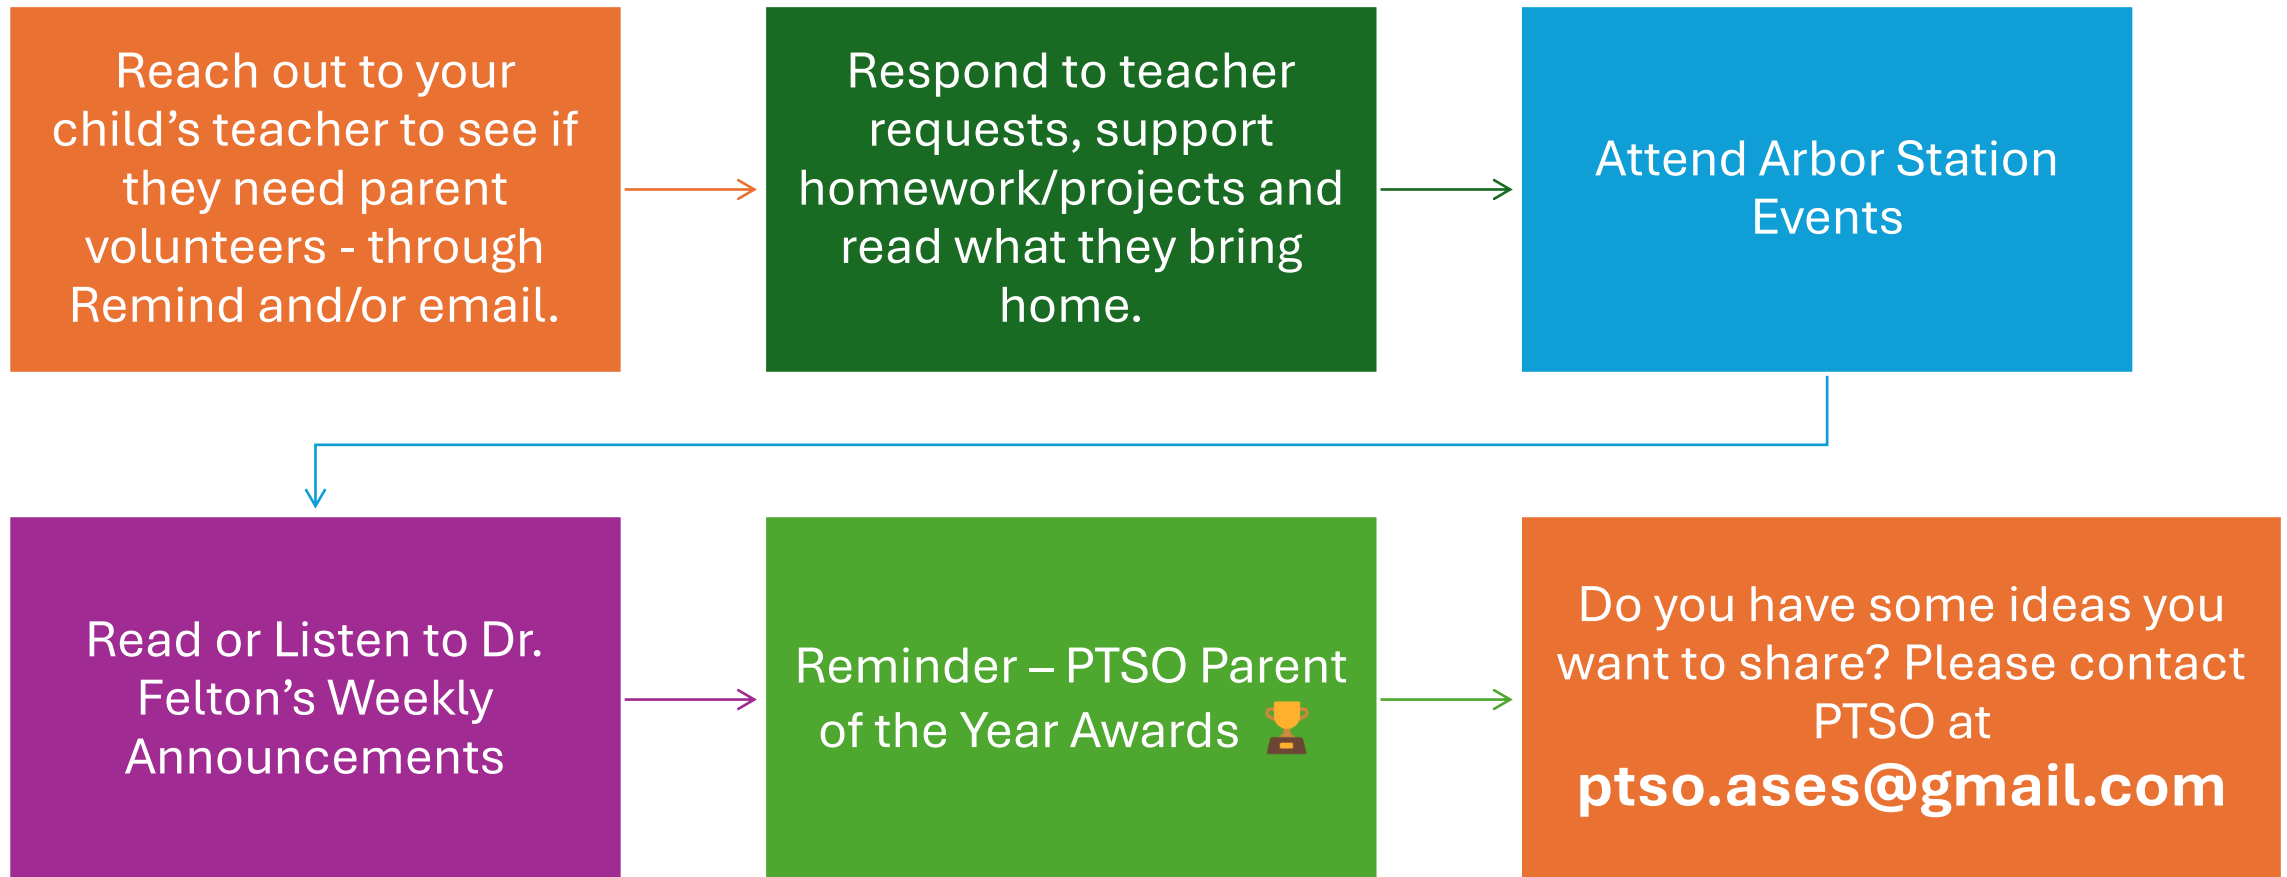 Reach out to your
child’s teacher to see if
they need parent
volunteers - through
Remind and/or email.
Respond to teacher
requests, support
homework/projects and
read what they bring
home.
Attend Arbor Station
Events
Read or Listen to Dr.
Felton’s Weekly
Announcements
Reminder – PTSO Parent
of the Year Awards 🏆
Do you have some ideas you
want to share? Please contact
PTSO at
ptso.ases@gmail.com